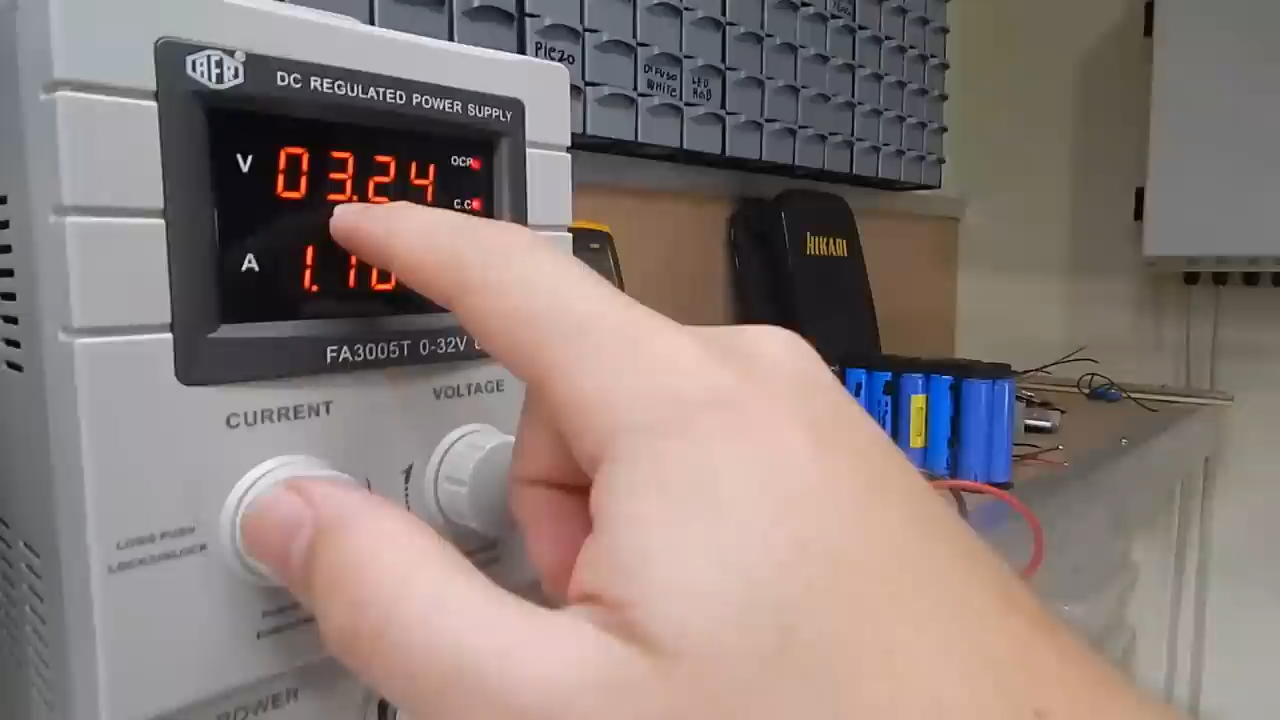 AFR
DC REGULATED POWER SUPPLY
V 03.24 OCP
C.C
A 1.10
FA3005T 0-32V
CURRENT
VOLTAGE
LONG PUSH
LOCK/UNLOCK
POWER
PIEZO
DIFUSO
WHITE
LED
HIKARI